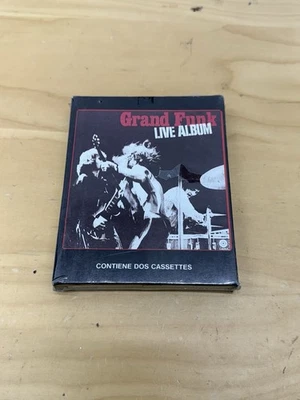 Grand Funk
LIVE ALBUM
CONTIENE DOS CASSETTES